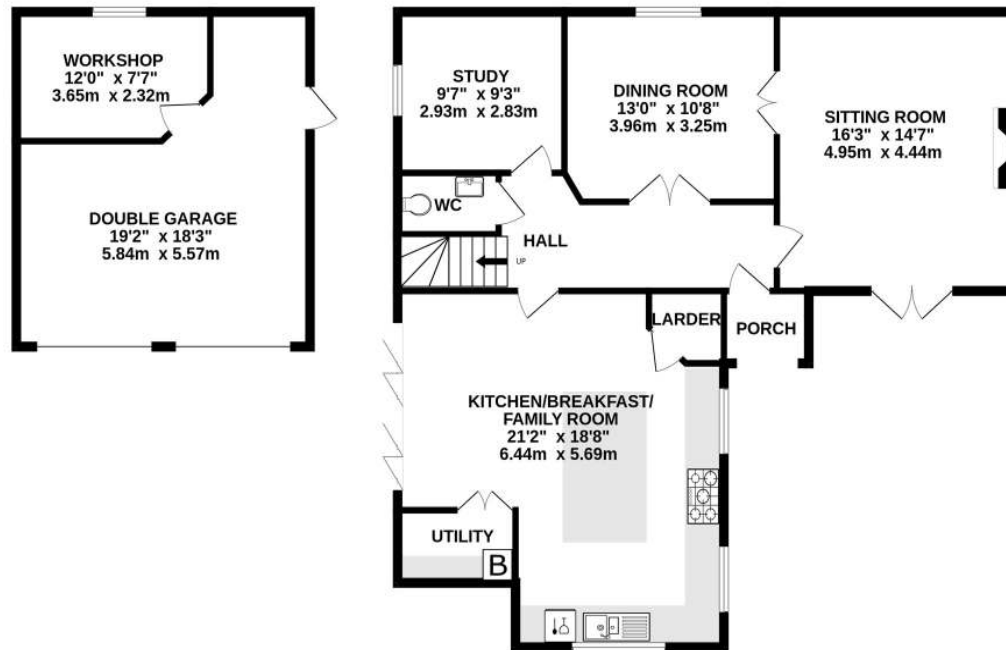 WORKSHOP
12'0" x 7'7"
3.65m x 2.32m
DOUBLE GARAGE
19'2" x 18'3"
5.84m x 5.57m
STUDY
9'7" x 9'3"
2.93m x 2.83m
DINING ROOM
13'0" x 10'8"
3.96m x 3.25m
SITTING ROOM
16'3" x 14'7"
4.95m x 4.44m
WC
HALL
UP
LARDER
PORCH
KITCHEN/BREAKFAST/
FAMILY ROOM
21'2" x 18'8"
6.44m x 5.69m
UTILITY
B